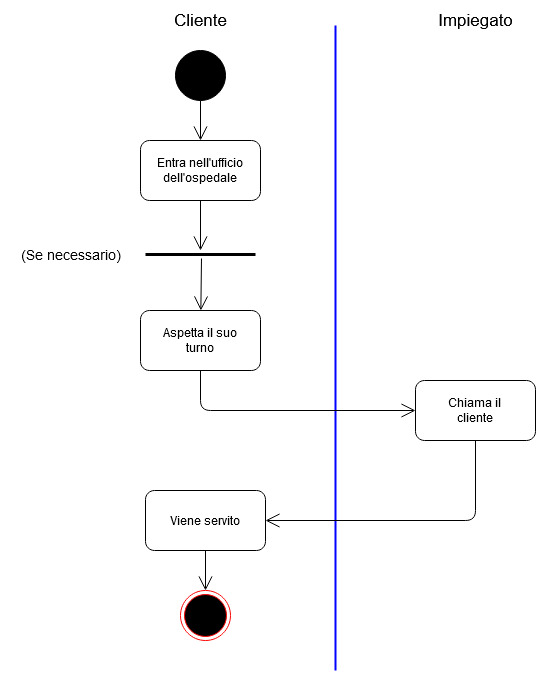 Cliente
Impiegato
Entra nell'ufficio
dell'ospedale
(Se necessario)
Aspetta il suo
turno
Chiama il
cliente
Viene servito